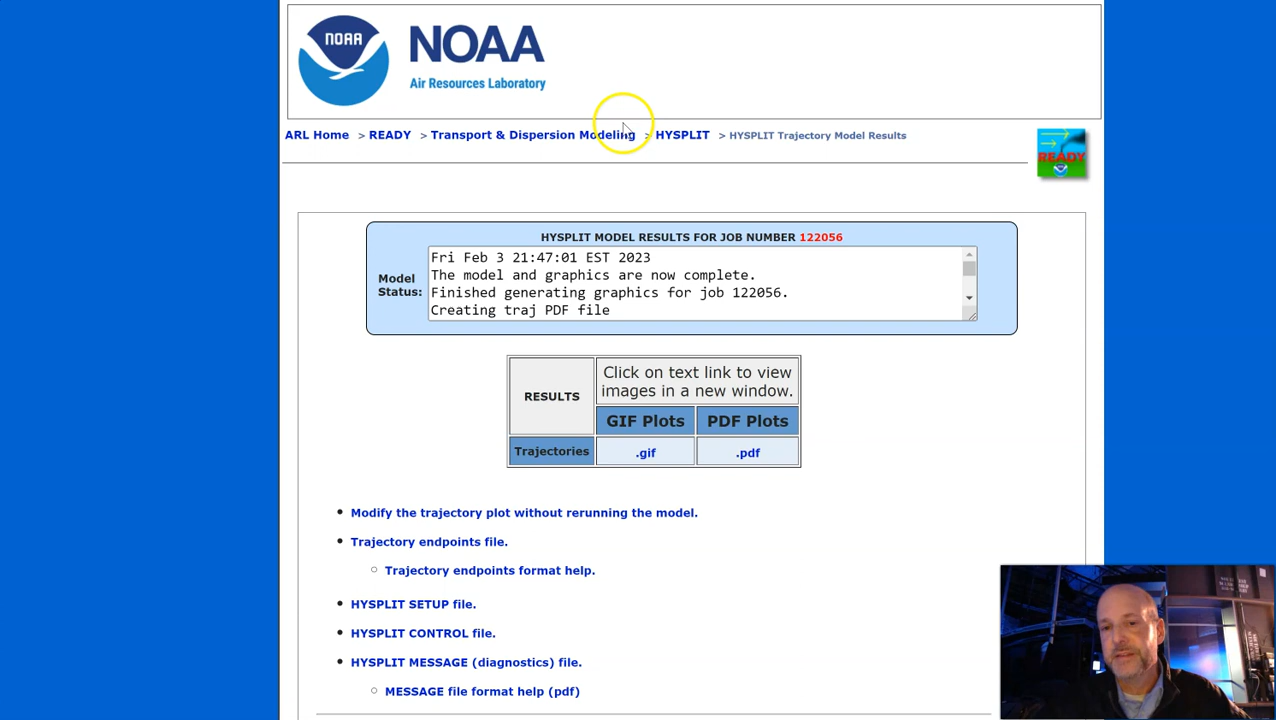 NOAA
NOAA
Air Resources Laboratory
ARL Home > READY > Transport & Dispersion Modeling > HYSPLIT > HYSPLIT Trajectory Model Results
READY
HYSPLIT MODEL RESULTS FOR JOB NUMBER 122056
Model
Status:
Fri Feb 3 21:47:01 EST 2023
The model and graphics are now complete.
Finished generating graphics for job 122056.
Creating traj PDF file
RESULTS
Click on text link to view
images in a new window.
GIF Plots PDF Plots
Trajectories .gif .pdf
Modify the trajectory plot without rerunning the model.
Trajectory endpoints file.
Trajectory endpoints format help.
HYSPLIT SETUP file.
HYSPLIT CONTROL file.
HYSPLIT MESSAGE (diagnostics) file.
MESSAGE file format help (pdf)